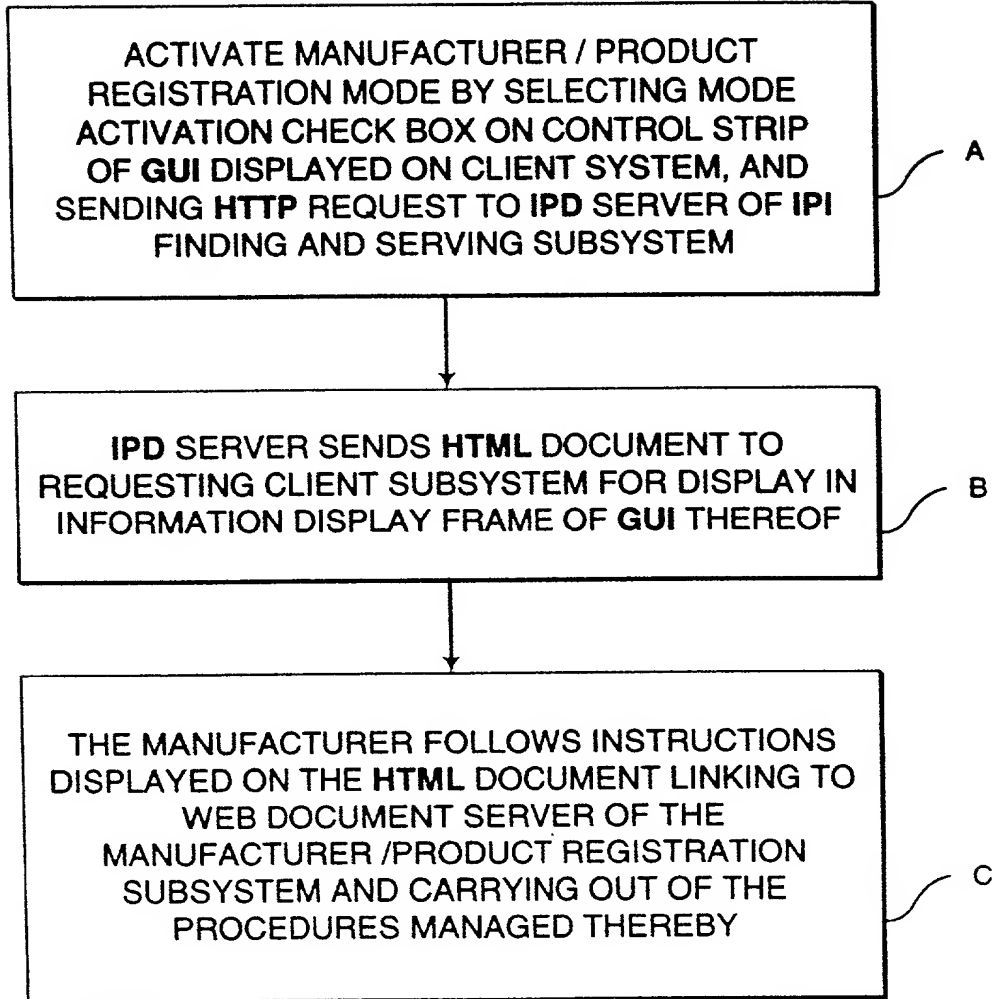 ACTIVATE MANUFACTURER / PRODUCT
REGISTRATION MODE BY SELECTING MODE
ACTIVATION CHECK BOX ON CONTROL STRIP
OF GUI DISPLAYED ON CLIENT SYSTEM, AND
SENDING HTTP REQUEST TO IPD SERVER OF IPI
FINDING AND SERVING SUBSYSTEM
A
IPD SERVER SENDS HTML DOCUMENT TO
REQUESTING CLIENT SUBSYSTEM FOR DISPLAY IN
INFORMATION DISPLAY FRAME OF GUI THEREOF
B
THE MANUFACTURER FOLLOWS INSTRUCTIONS
DISPLAYED ON THE HTML DOCUMENT LINKING TO
WEB DOCUMENT SERVER OF THE
MANUFACTURER /PRODUCT REGISTRATION
SUBSYSTEM AND CARRYING OUT OF THE
PROCEDURES MANAGED THEREBY
C